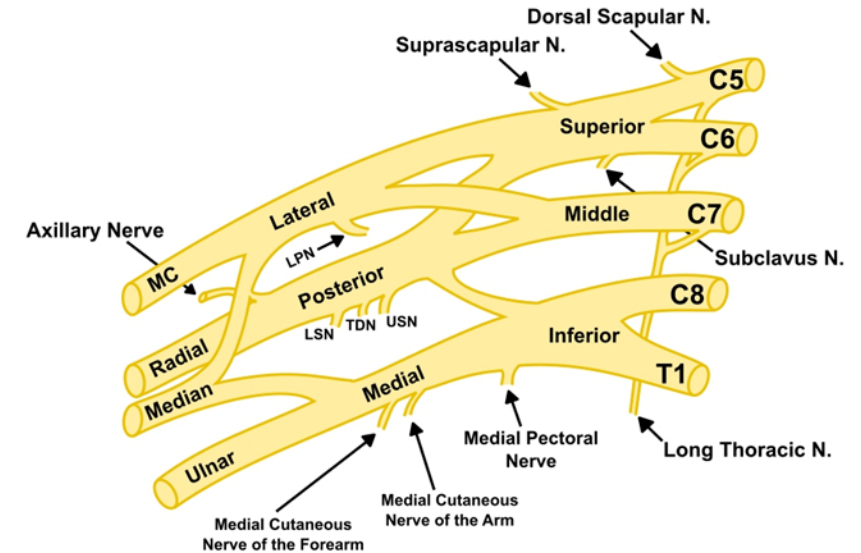 Dorsal Scapular N.
Suprascapular N.
C5
Superior
C6
Lateral
Middle
C7
Axillary Nerve
LPN
Subclavus N.
MC
Posterior
C8
LSN
TDN
USN
Inferior
Radial
T1
Medial
Median
Medial Pectoral
Nerve
Long Thoracic N.
Ulnar
Medial Cutaneous
Nerve of the Arm
Medial Cutaneous
Nerve of the Forearm